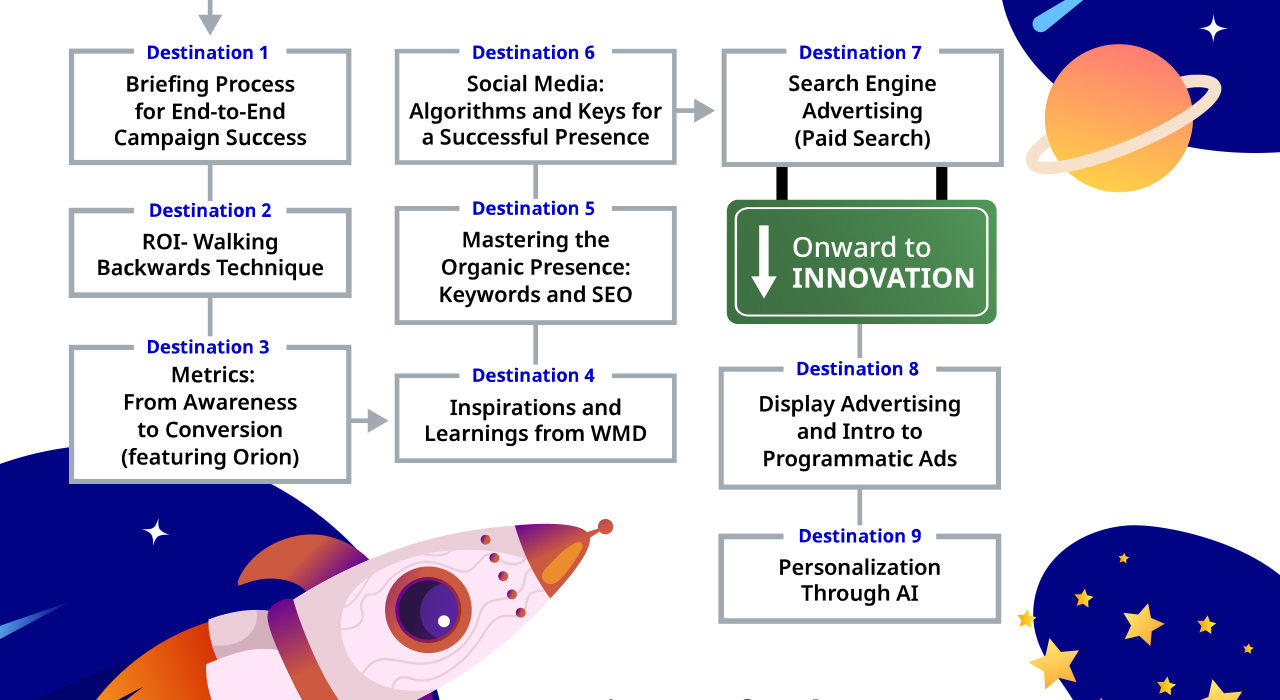 Destination 1
Briefing Process
for End-to-End
Campaign Success
Destination 2
ROI- Walking
Backwards Technique
Destination 3
Metrics:
From Awareness
to Conversion
(featuring Orion)
Destination 6
Social Media:
Algorithms and Keys for
a Successful Presence
Destination 5
Mastering the
Organic Presence:
Keywords and SEO
Destination 4
Inspirations and
Learnings from WMD
Destination 7
Search Engine
Advertising
(Paid Search)
Onward to
INNOVATION
Destination 8
Display Advertising
and Intro to
Programmatic Ads
Destination 9
Personalization
Through AI